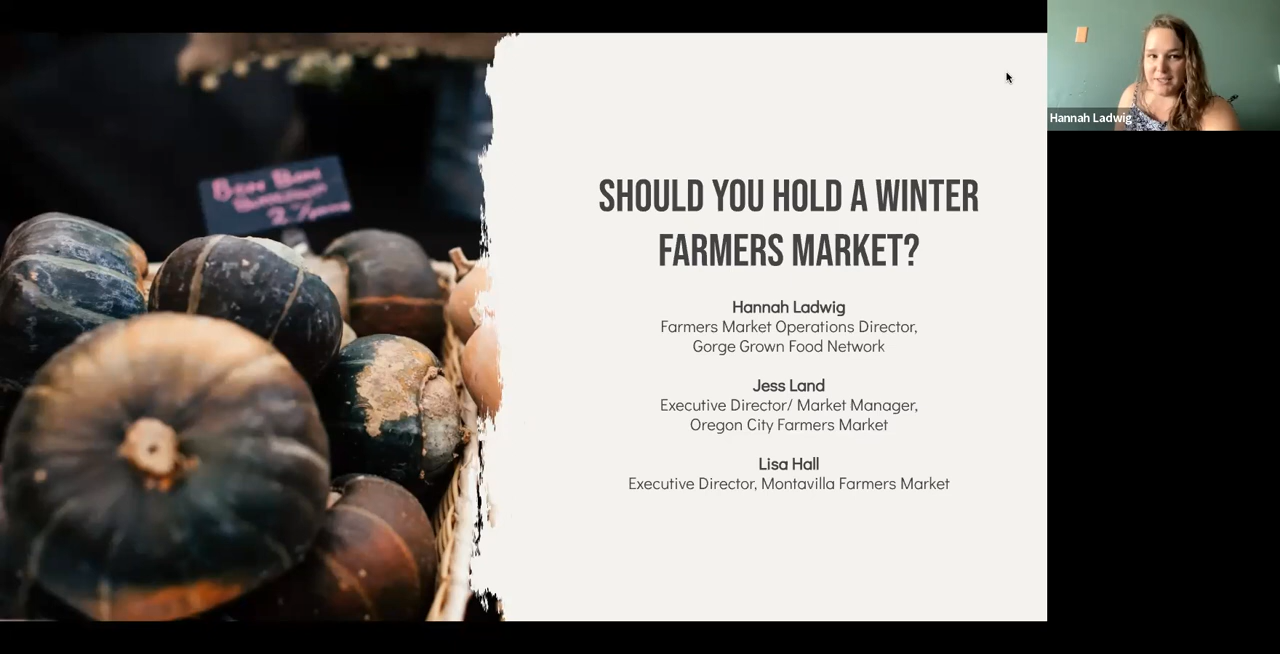 SHOULD YOU HOLD A WINTER
FARMERS MARKET?
Hannah Ladwig
Farmers Market Operations Director,
Gorge Grown Food Network
Jess Land
Executive Director/ Market Manager,
Oregon City Farmers Market
Lisa Hall
Executive Director, Montavilla Farmers Market
Hannah Ladwig